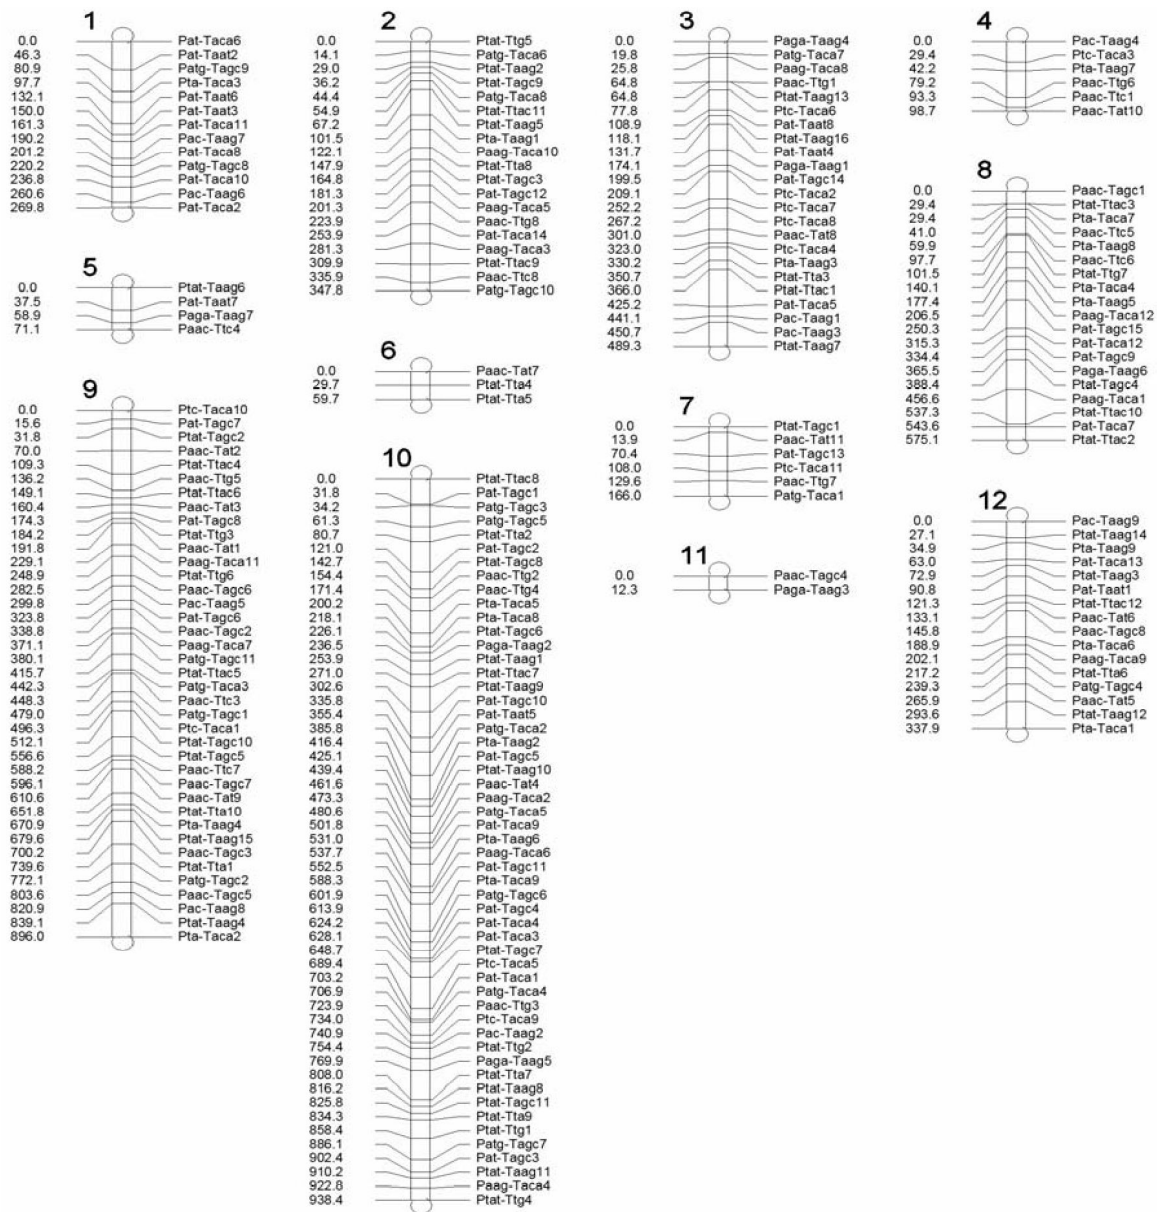 1
0.0 Pat-Taca6
46.3 Pat-Taat2
80.9 Patg-Tagc9
97.7 Pta-Taca3
132.1 Pat-Taat6
150.0 Pat-Taat3
161.3 Pat-Taca11
190.2 Pac-Taag7
201.2 Pat-Taca8
220.2 Patg-Tagc8
236.8 Pat-Taca10
260.6 Pac-Taag6
269.8 Pat-Taca2
2
0.0 Ptat-Ttg5
14.1 Patg-Taca6
29.0 Ptat-Taag2
36.2 Ptat-Tagc9
44.4 Patg-Taca8
54.9 Ptat-Ttac11
67.2 Ptat-Taag5
101.5 Pta-Taag1
122.1 Paag-Taca10
147.9 Ptat-Tta8
164.8 Ptat-Tagc3
181.3 Pat-Tagc12
201.3 Paag-Taca5
223.9 Paac-Ttg8
253.9 Pat-Taca14
281.3 Paag-Taca3
309.9 Ptat-Ttac9
335.9 Paac-Ttc8
347.8 Patg-Tagc10
3
0.0 Paga-Taag4
19.8 Patg-Taca7
25.8 Paag-Taca8
64.8 Paac-Ttg1
64.8 Ptat-Taag13
77.8 Ptc-Taca6
108.9 Pat-Taat8
118.1 Ptat-Taag16
131.7 Pat-Taat4
174.1 Paga-Taag1
199.5 Pat-Tagc14
209.1 Ptc-Taca2
252.2 Ptc-Taca7
267.2 Ptc-Taca8
301.0 Paac-Tat8
323.0 Ptc-Taca4
330.2 Pta-Taag3
350.7 Ptat-Tta3
366.0 Ptat-Ttac1
425.2 Pat-Taca5
441.1 Pac-Taag1
450.7 Pac-Taag3
489.3 Ptat-Taag7
4
0.0 Pac-Taag4
29.4 Ptc-Taca3
42.2 Pta-Taag7
79.2 Paac-Ttg6
93.3 Paac-Ttc1
98.7 Paac-Tat10
5
0.0 Ptat-Taag6
37.5 Pat-Taat7
58.9 Paga-Taag7
71.1 Paac-Ttc4
6
0.0 Paac-Tat7
29.7 Ptat-Tta4
59.7 Ptat-Tta5
7
0.0 Ptat-Tagc1
13.9 Paac-Tat11
70.4 Pat-Tagc13
108.0 Ptc-Taca11
129.6 Paac-Ttg7
166.0 Patg-Taca1
8
0.0 Paac-Tagc1
29.4 Ptat-Ttac3
29.4 Pta-Taca7
41.0 Paac-Ttc5
59.9 Pta-Taag8
97.7 Paac-Ttc6
101.5 Ptat-Ttg7
140.1 Pta-Taca4
177.4 Pta-Taag5
206.5 Paag-Taca12
250.3 Pat-Tagc15
315.3 Pat-Taca12
334.4 Pat-Tagc9
365.5 Paga-Taag6
388.4 Ptat-Tagc4
456.6 Paag-Taca1
537.3 Ptat-Ttac10
543.6 Pat-Taca7
575.1 Ptat-Ttac2
9
0.0 Ptc-Taca10
15.6 Pat-Tagc7
31.8 Ptat-Tagc2
70.0 Paac-Tat2
109.3 Ptat-Ttac4
136.2 Paac-Ttg5
149.1 Ptat-Ttac6
160.4 Paac-Tat3
174.3 Pat-Tagc8
184.2 Ptat-Ttg3
191.8 Paac-Tat1
229.1 Paag-Taca11
248.9 Ptat-Ttg6
282.5 Paac-Tagc6
299.8 Pac-Taag5
323.8 Pat-Tagc6
338.8 Paac-Tagc2
371.1 Paag-Taca7
380.1 Patg-Tagc11
415.7 Ptat-Ttac5
442.3 Patg-Taca3
448.3 Paac-Ttc3
479.0 Patg-Tagc1
496.3 Ptc-Taca1
512.1 Ptat-Tagc10
556.6 Ptat-Tagc5
588.2 Paac-Ttc7
596.1 Paac-Tagc7
610.6 Paac-Tat9
651.8 Ptat-Tta10
670.9 Pta-Taag4
679.6 Ptat-Taag15
700.2 Paac-Tagc3
739.6 Ptat-Tta1
772.1 Patg-Tagc2
803.6 Paac-Tagc5
820.9 Pac-Taag8
839.1 Ptat-Taag4
896.0 Pta-Taca2
10
0.0 Ptat-Ttac8
31.8 Pat-Tagc1
34.2 Patg-Tagc3
61.3 Patg-Tagc5
80.7 Ptat-Tta2
121.0 Pat-Tagc2
142.7 Ptat-Tagc8
154.4 Paac-Ttg2
171.4 Paac-Ttg4
200.2 Pta-Taca5
218.1 Pta-Taca8
226.1 Ptat-Tagc6
236.5 Paga-Taag2
253.9 Ptat-Taag1
271.0 Ptat-Ttac7
302.6 Ptat-Taag9
335.8 Pat-Tagc10
355.4 Pat-Taat5
385.8 Patg-Taca2
416.4 Pta-Taag2
425.1 Pat-Tagc5
439.4 Ptat-Taag10
461.6 Paac-Tat4
473.3 Paag-Taca2
480.6 Patg-Taca5
501.8 Pat-Taca9
531.0 Pta-Taag6
537.7 Paag-Taca6
552.5 Pat-Tagc11
588.3 Pta-Taca9
601.9 Patg-Tagc6
613.9 Pat-Tagc4
624.2 Pat-Taca4
628.1 Pat-Taca3
648.7 Ptat-Tagc7
689.4 Ptc-Taca5
703.2 Pat-Taca1
706.9 Patg-Taca4
723.9 Paac-Ttg3
734.0 Ptc-Taca9
740.9 Pac-Taag2
754.4 Ptat-Ttg2
769.9 Paga-Taag5
808.0 Ptat-Tta7
816.2 Ptat-Taag8
825.8 Ptat-Tagc11
834.3 Ptat-Tta9
858.4 Ptat-Ttg1
886.1 Patg-Tagc7
902.4 Pat-Tagc3
910.2 Ptat-Taag11
922.8 Paag-Taca4
938.4 Ptat-Ttg4
11
0.0 Paac-Tagc4
12.3 Paga-Taag3
12
0.0 Pac-Taag9
27.1 Ptat-Taag14
34.9 Pta-Taag9
63.0 Pat-Taca13
72.9 Ptat-Taag3
90.8 Pat-Taat1
121.3 Ptat-Ttac12
133.1 Paac-Tat6
145.8 Paac-Tagc8
188.9 Pta-Taca6
202.1 Paag-Taca9
217.2 Ptat-Tta6
239.3 Patg-Tagc4
265.9 Paac-Tat5
293.6 Ptat-Taag12
337.9 Pta-Taca1